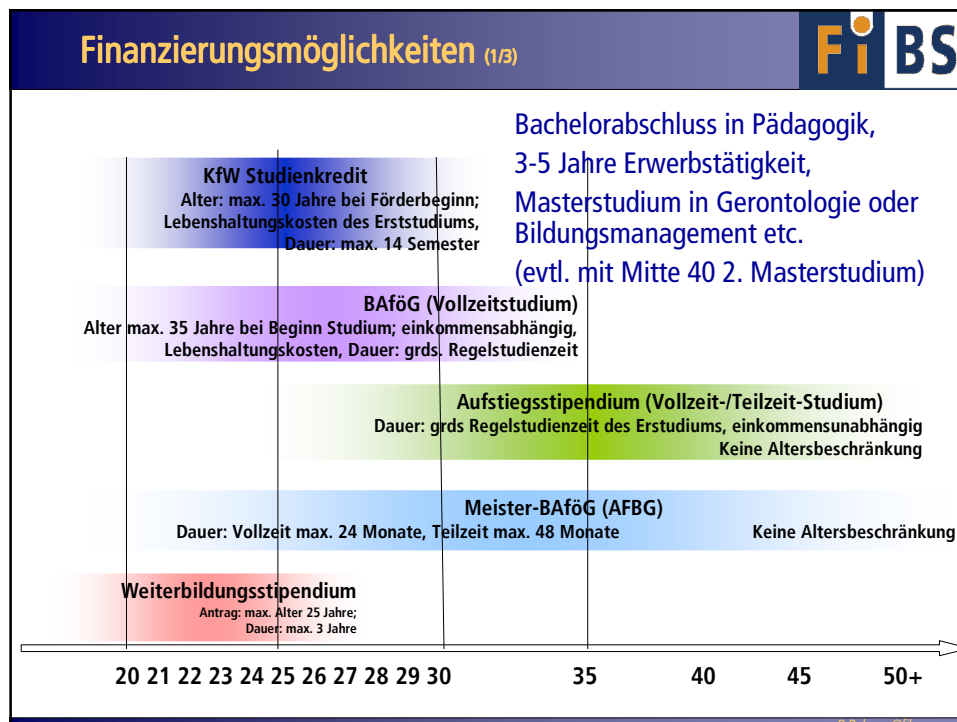 Finanzierungsmöglichkeiten (1/3)
FiBS
Bachelorabschluss in Pädagogik,
3-5 Jahre Erwerbstätigkeit,
Masterstudium in Gerontologie oder
Bildungsmanagement etc.
(evtl. mit Mitte 40 2. Masterstudium)
KfW Studienkredit
Alter: max. 30 Jahre bei Förderbeginn;
Lebenshaltungskosten des Erststudiums,
Dauer: max. 14 Semester
BAföG (Vollzeitstudium)
Alter max. 35 Jahre bei Beginn Studium; einkommensabhängig,
Lebenshaltungskosten, Dauer: grds. Regelstudienzeit
Aufstiegsstipendium (Vollzeit-/Teilzeit-Studium)
Dauer: grds Regelstudienzeit des Erstudiums, einkommensunabhängig
Keine Altersbeschränkung
Meister-BAföG (AFBG)
Dauer: Vollzeit max. 24 Monate, Teilzeit max. 48 Monate Keine Altersbeschränkung
Weiterbildungsstipendium
Antrag: max. Alter 25 Jahre;
Dauer: max. 3 Jahre
20 21 22 23 24 25 26 27 28 29 30 35 40 45 50+